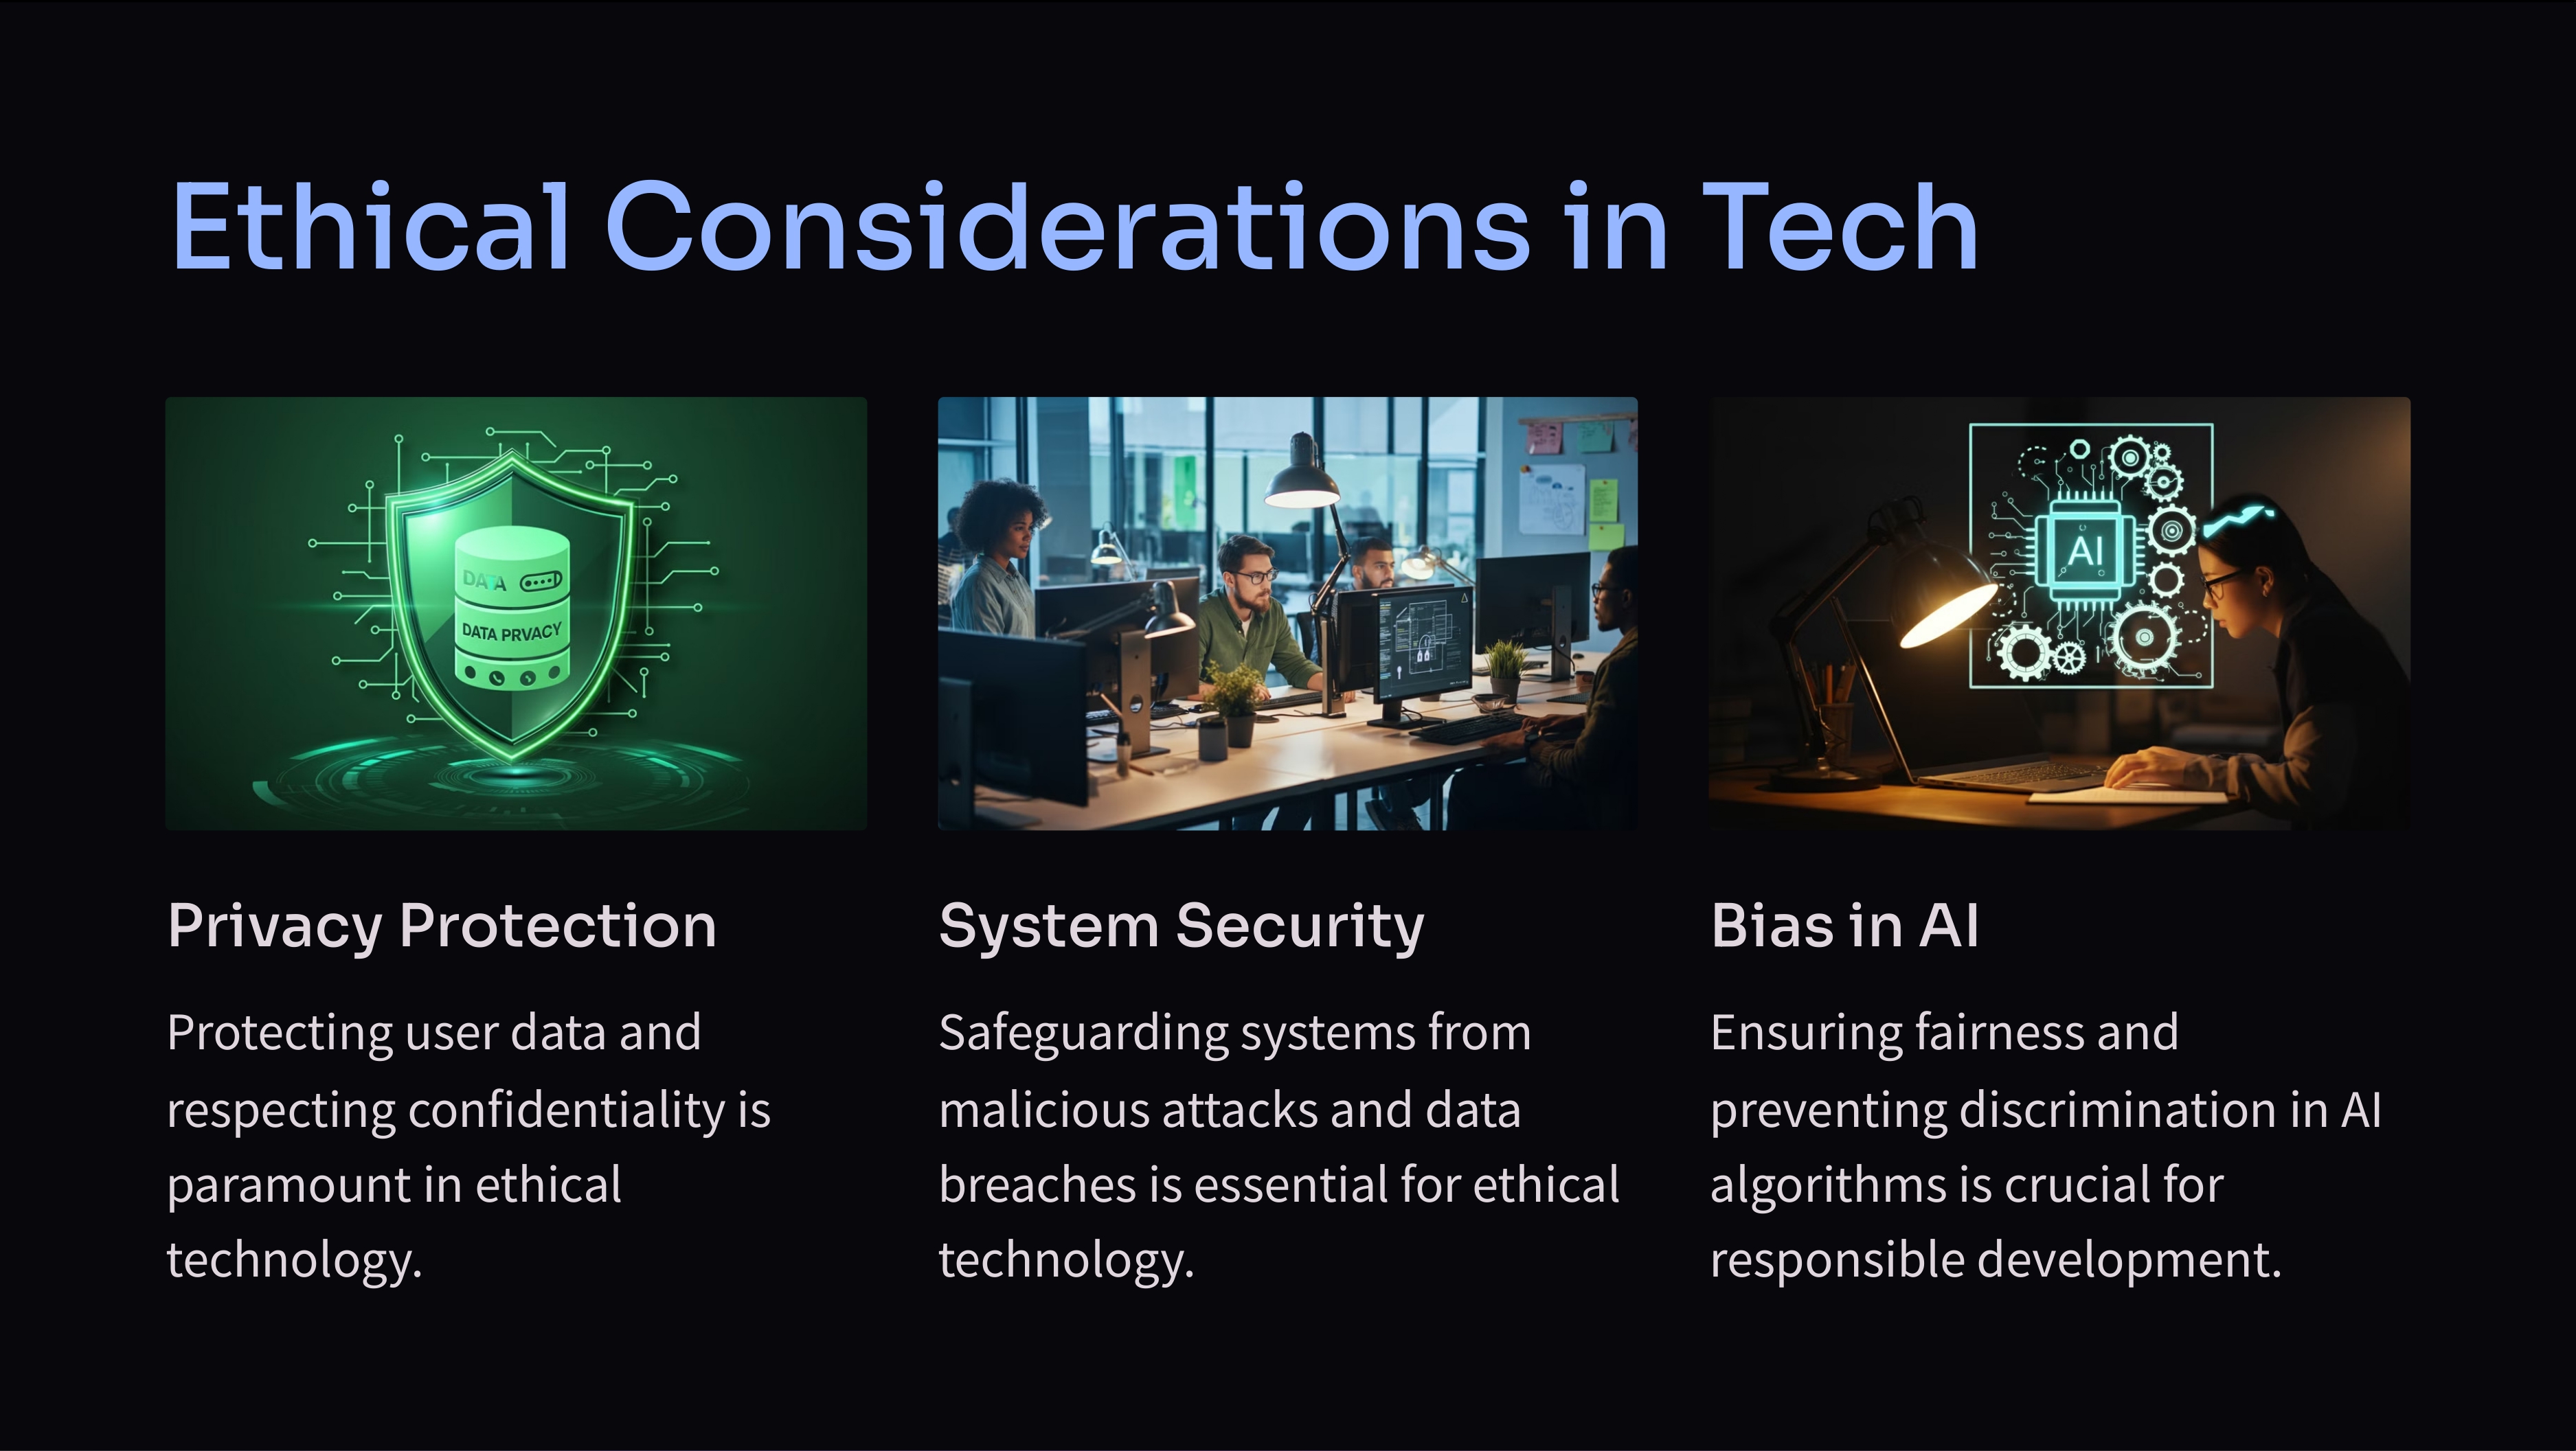 Ethical Considerations in Tech
DATA
DATA PRVACY
AI
Privacy Protection
Protecting user data and
respecting confidentiality is
paramount in ethical
technology.
System Security
Safeguarding systems from
malicious attacks and data
breaches is essential for ethical
technology.
Bias in AI
Ensuring fairness and
preventing discrimination in AI
algorithms is crucial for
responsible development.